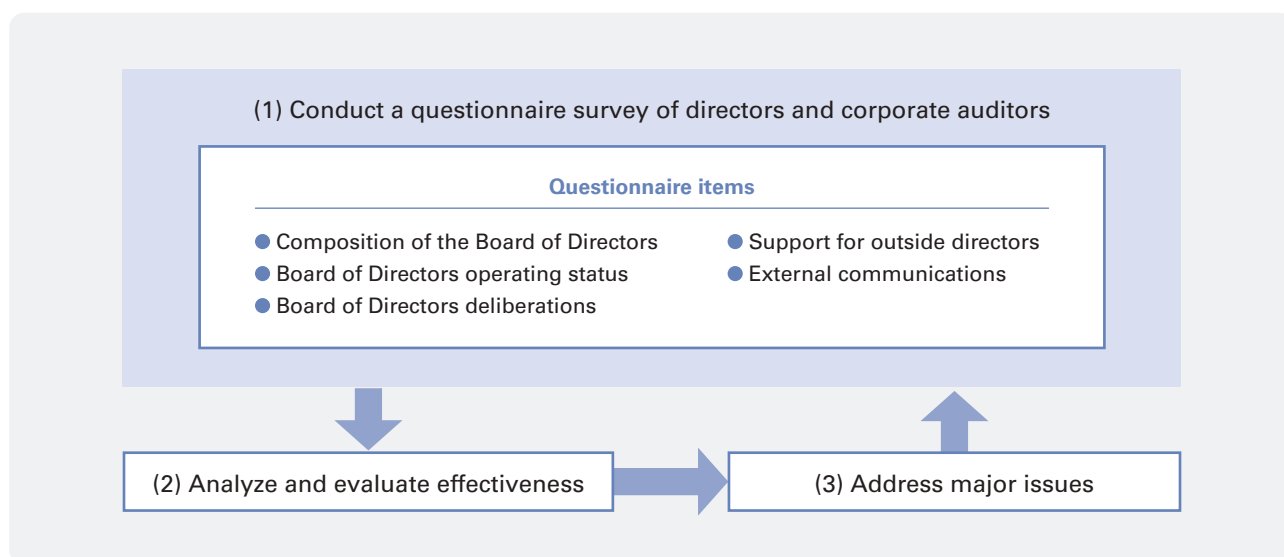 (1) Conduct a questionnaire survey of directors and corporate auditors
Questionnaire items
Composition of the Board of Directors
Board of Directors operating status
Board of Directors deliberations
Support for outside directors
External communications
(2) Analyze and evaluate effectiveness
(3) Address major issues